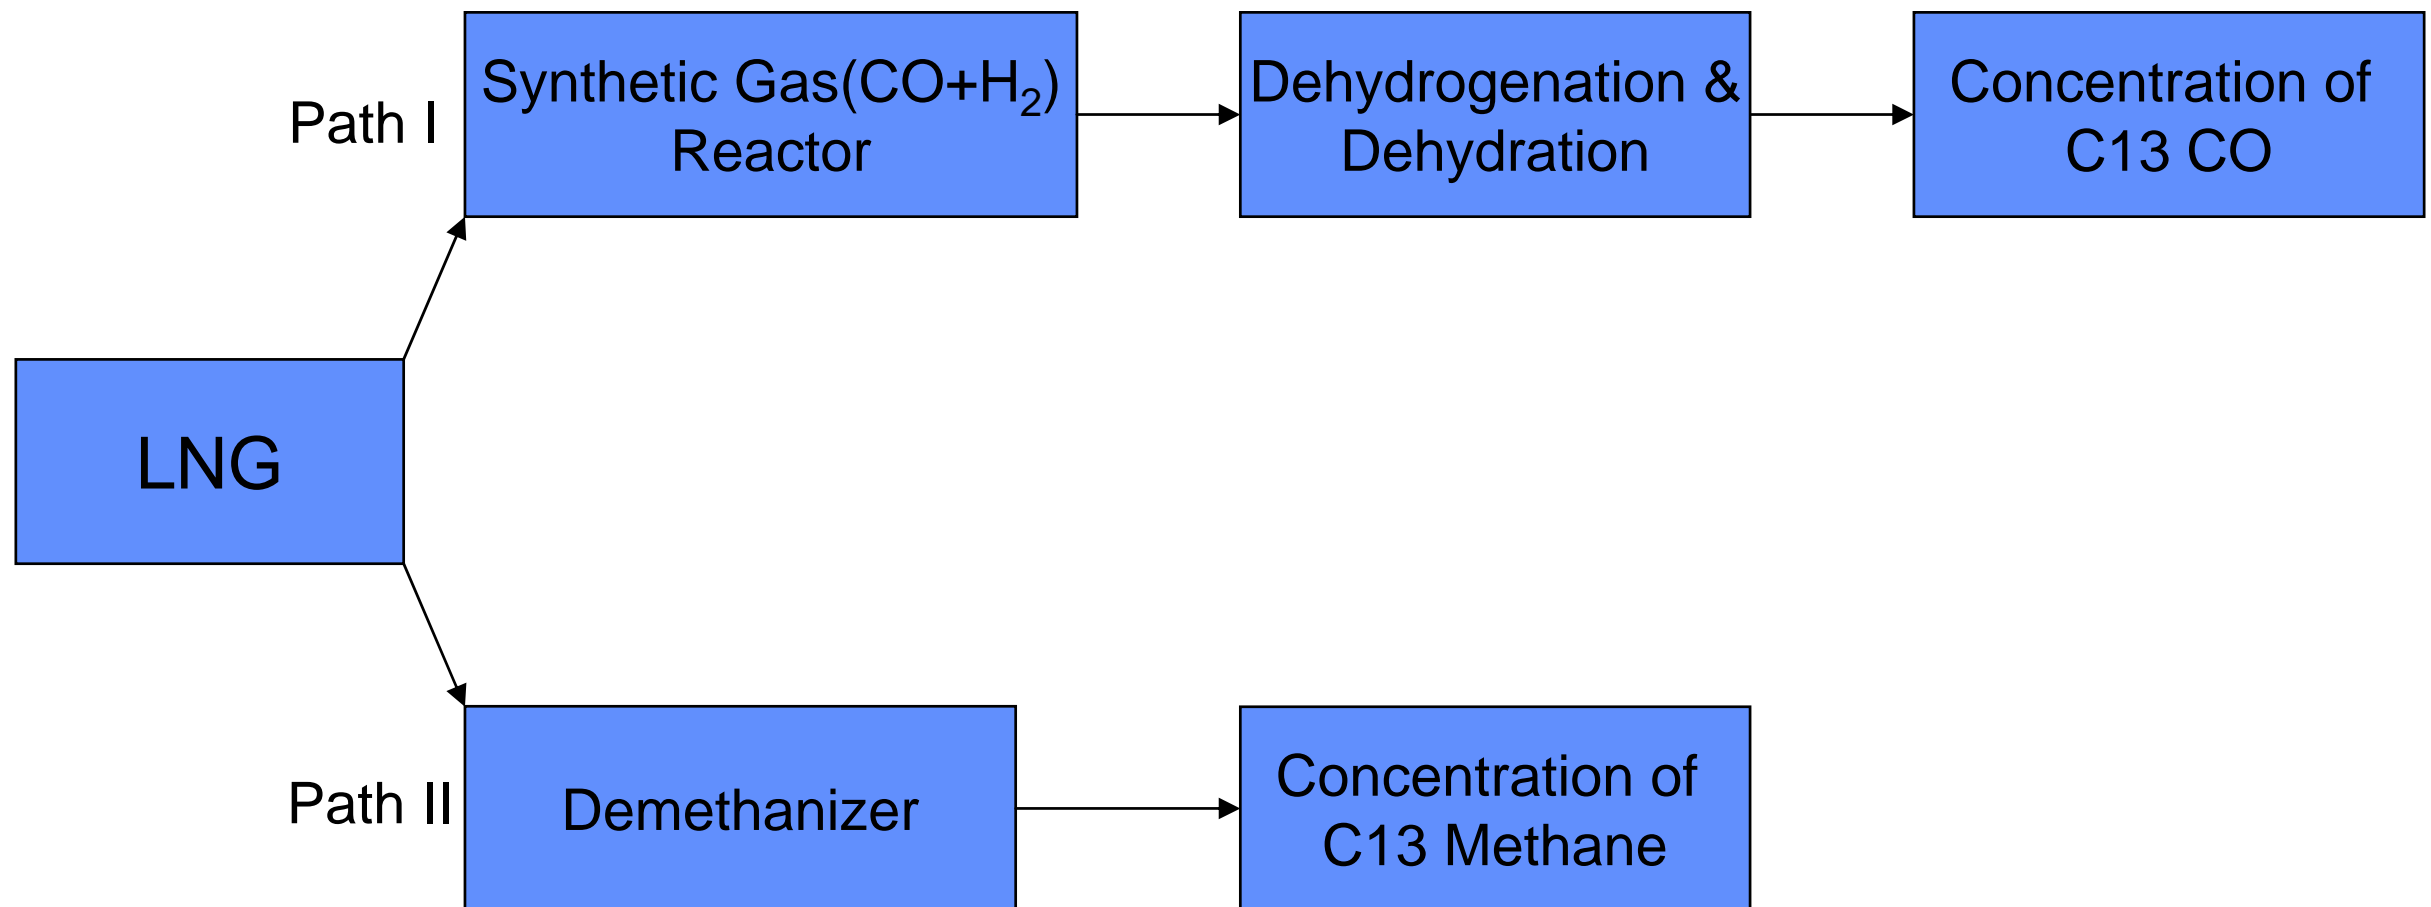 Path I
Synthetic Gas(CO+H₂)
Reactor
Dehydrogenation &
Dehydration
Concentration of
C13 CO
LNG
Path II
Demethanizer
Concentration of
C13 Methane